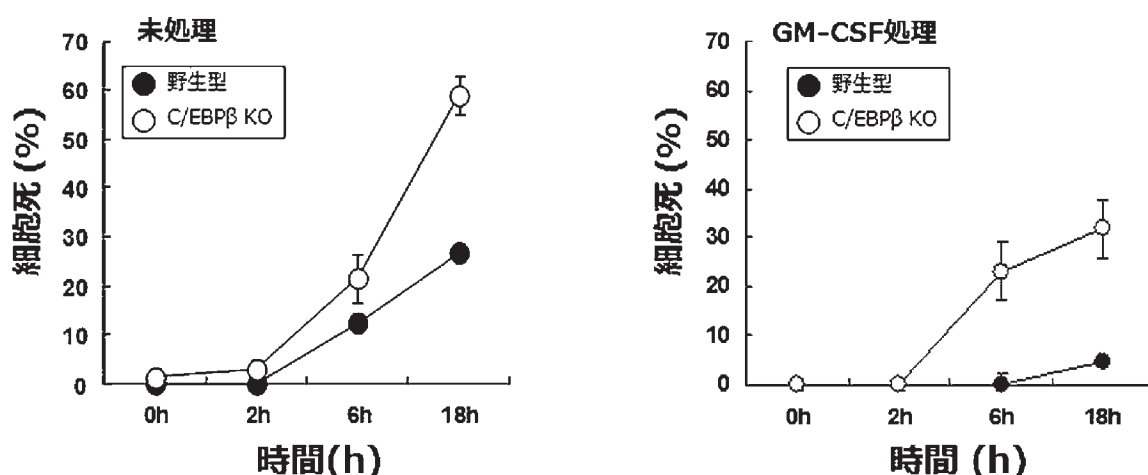 未処理
70
60
50
40
30
20
10
0
野生型
C/EBPβ KO
細胞死 (%)
0h
2h
6h
18h
時間(h)
GM-CSF処理
70
60
50
40
30
20
10
0
野生型
C/EBPβ KO
細胞死 (%)
0h
2h
6h
18h
時間 (h)